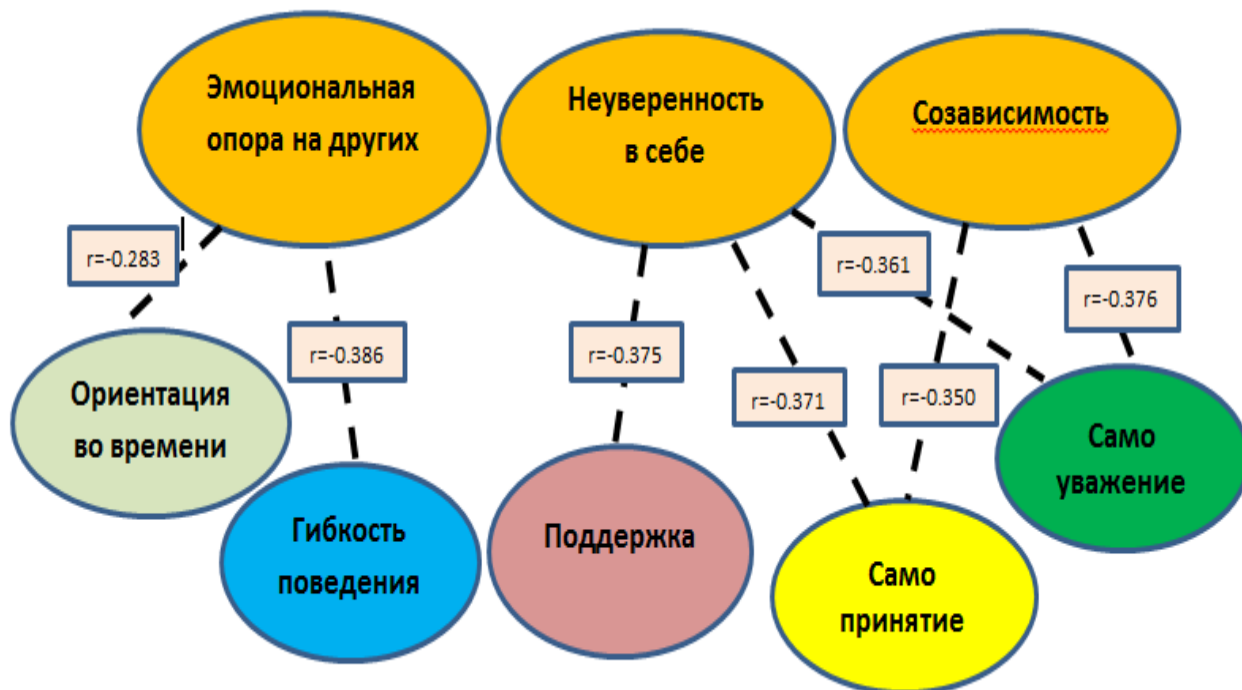 Эмоциональная
опора на других
Неуверенность
в себе
Созависимость
r=-0.283
r=-0.361
r=-0.376
r=-0.386
r=-0.375
r=-0.371
r=-0.350
Ориентация
во времени
Гибкость
поведения
Поддержка
Само
принятие
Само
уважение